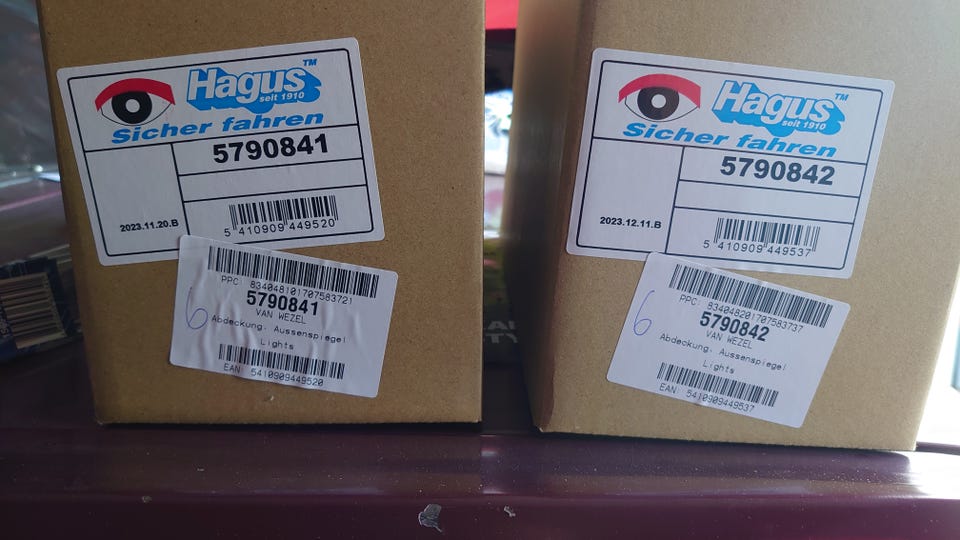 Hagus™
seit 1910
Sicher fahren
5790841
2023.11.20.B
5 410909 449520
PPC: 834048101707583721
5790841
VAN WEZEL
Abdeckung, Aussenspiegel
Lights
EAN: 5410909449520
6
Hagus™
seit 1910
Sicher fahren
5790842
2023.12.11.B
5 410909 449537
PPC: 834048201707583737
5790842
VAN WEZEL
Abdeckung, Aussenspiegel
Lights
EAN: 5410909449537
6